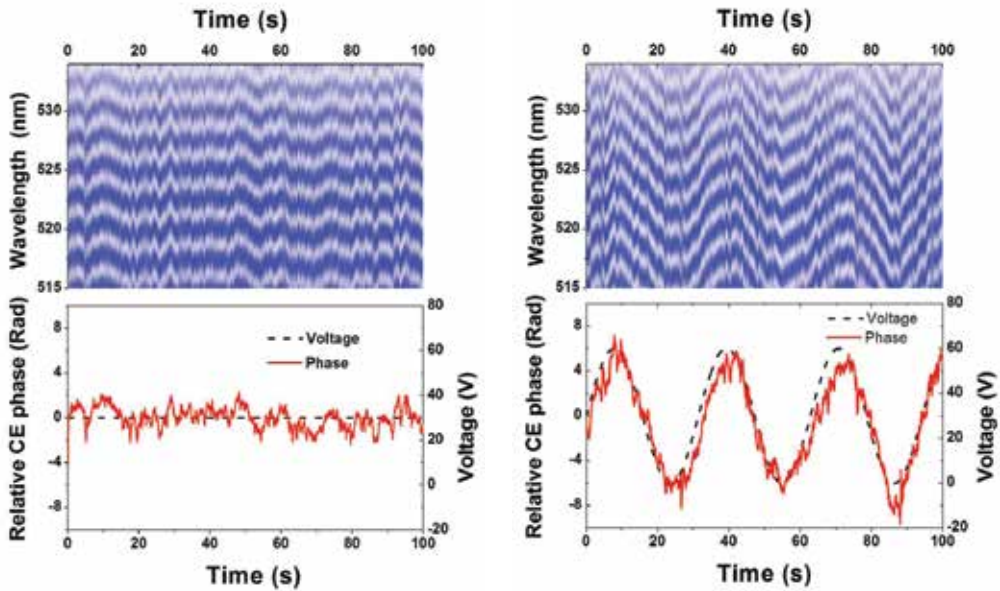 Time (s)
0 20 40 60 80 100
Wavelength (nm)
530
525
520
515
Relative CE phase (Rad)
8
4
0
-4
-8
Voltage
Phase
80
60
40
20
0
-20
Voltage (V)
0 20 40 60 80 100
Time (s)
Time (s)
0 20 40 60 80 100
Wavelength (nm)
530
525
520
515
Relative CE phase (Rad)
8
4
0
-4
-8
Voltage
Phase
80
60
40
20
0
-20
Voltage (V)
0 20 40 60 80 100
Time (s)